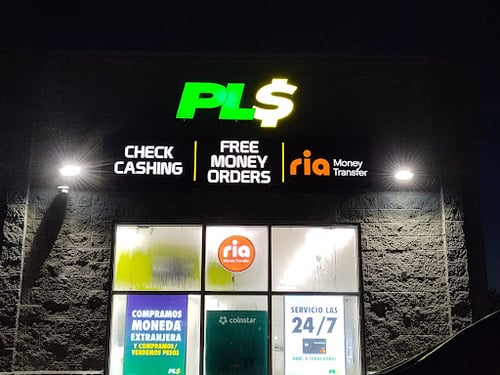 PL$
CHECK
CASHING
FREE
MONEY
ORDERS
ria Money
Transfer
ria
Money Transfer
COMPRAMOS
MONEDA
EXTRANJERA
Y COMPRAMOS/
VENDEMOS PESOS
PL$
coinstar
SERVICIO LAS
24/7